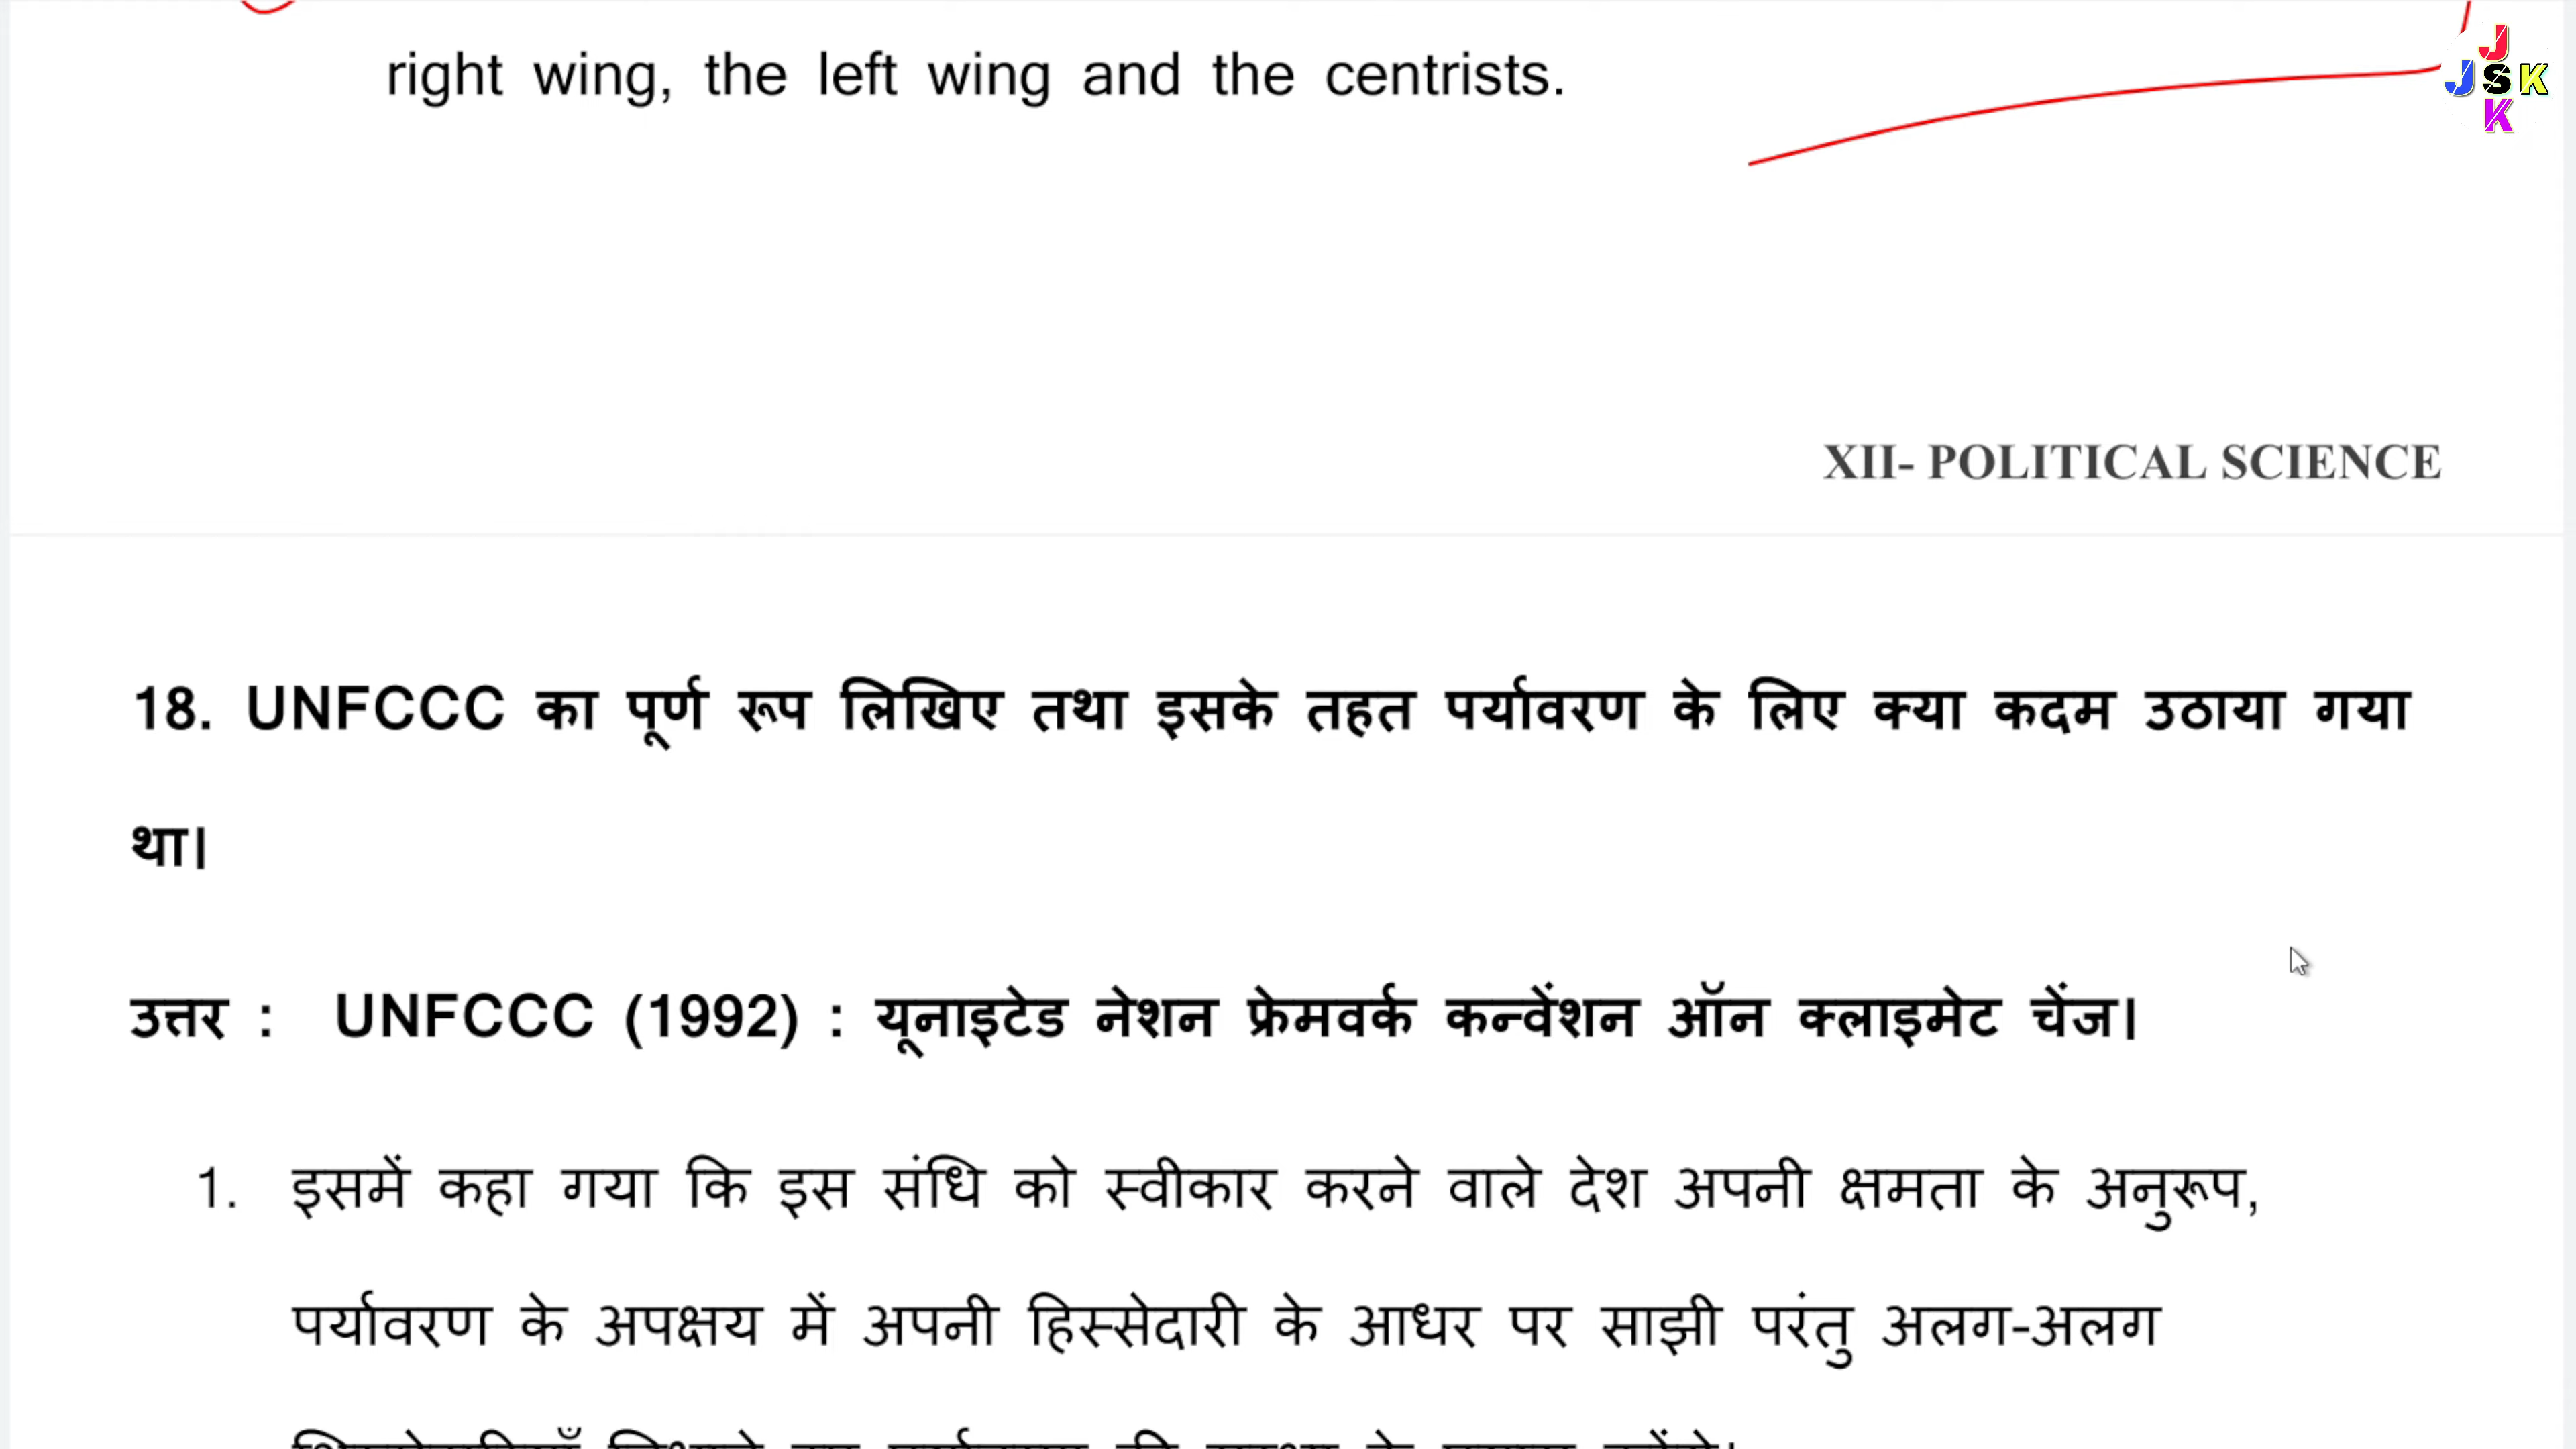 right wing, the left wing and the centrists.
J
J S K
K
XII- POLITICAL SCIENCE
18. UNFCCC का पूर्ण रूप लिखिए तथा इसके तहत पर्यावरण के लिए क्या कदम उठाया गया
था।
उत्तर : UNFCCC (1992) : यूनाइटेड नेशन फ्रेमवर्क कन्वेंशन ऑन क्लाइमेट चेंज।
1. इसमें कहा गया कि इस संधि को स्वीकार करने वाले देश अपनी क्षमता के अनुरूप,
पर्यावरण के अपक्षय में अपनी हिस्सेदारी के आधर पर साझी परंतु अलग-अलग